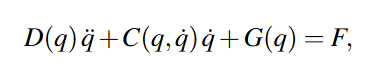 D(q) q̈ + C(q, q̇) q̇ + G(q) = F,